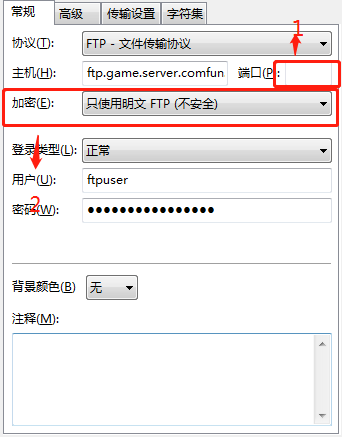 常规 高级 传输设置 字符集
1
协议(T): FTP - 文件传输协议
主机(H): ftp.game.server.comfun 端口(P):
加密(E): 只使用明文 FTP (不安全)
登录类型(L): 正常
用户(U): ftpuser
2
密码(W): ●●●●●●●●●●●●●●●●
背景颜色(B) 无
注释(M):